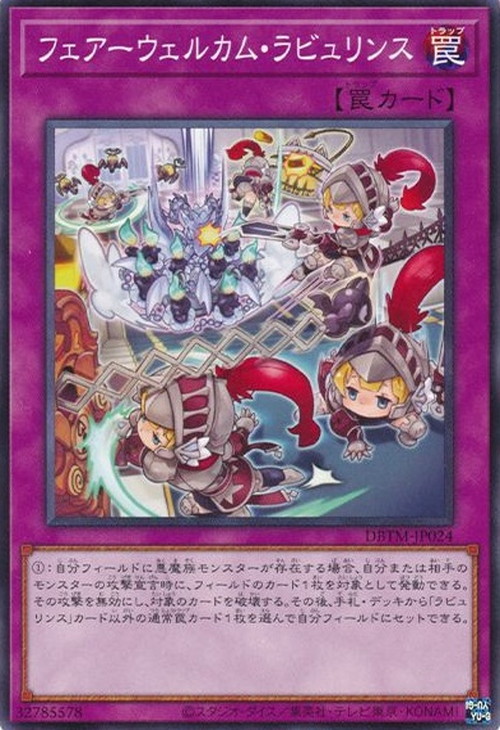 フェアーウェルカム・ラビュリンス
トラップ
罠
トラップ
【罠カード】
DBTM-JP024
①：自分フィールドに悪魔族モンスターが存在する場合、自分または相手の
モンスターの攻撃宣言時に、フィールドのカード１枚を対象として発動できる。
その攻撃を無効にし、対象のカードを破壊する。その後、手札・デッキから「ラビュ
リンス」カード以外の通常罠カード１枚を選んで自分フィールドにセットできる。
32785578
©スタジオ・ダイス／集英社・テレビ東京・KONAMI